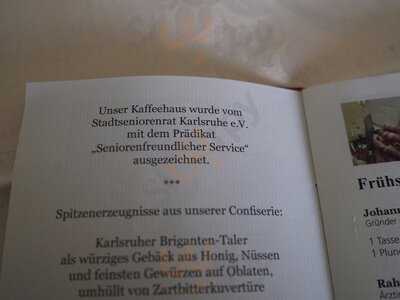 Unser Kaffeehaus wurde vom
Stadtseniorenrat Karlsruhe e.V.
mit dem Prädikat
„Seniorenfreundlicher Service“
ausgezeichnet.
***
Spitzenerzeugnisse aus unserer Confiserie:
Karlsruher Briganten-Taler
als würziges Gebäck aus Honig, Nüssen
und feinsten Gewürzen auf Oblaten,
umhüllt von Zartbitterkuvertüre
Frühs
Johann
Gründer
1 Tasse
1 Plun
Rah
Ärzti